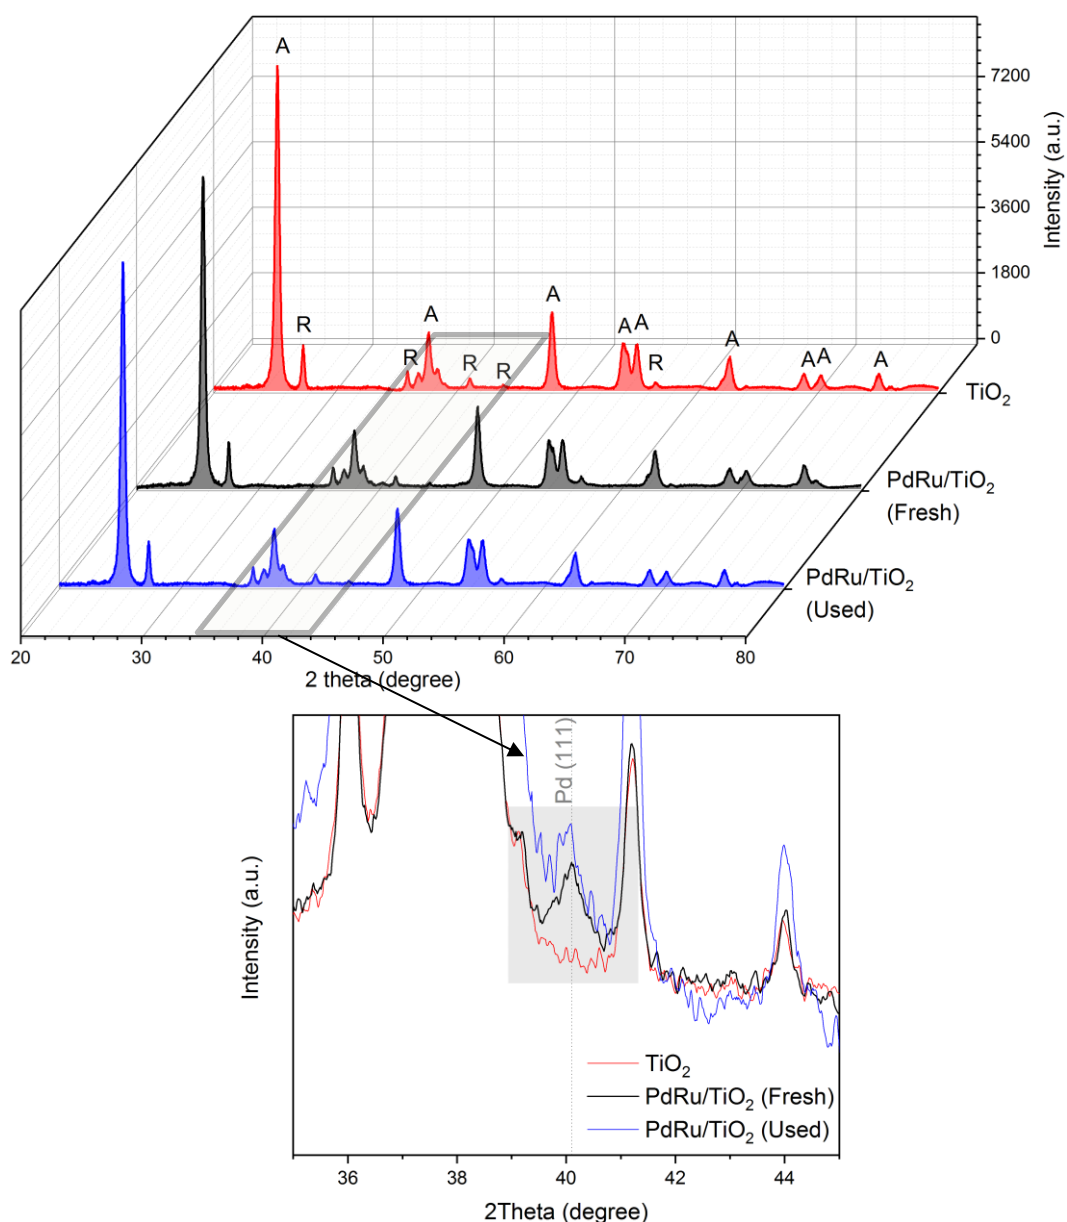 A
7200
5400
3600
1800
0
Intensity (a.u.)
R
A
R
R
R
A
A A
R
A
A A
A
TiO₂
PdRu/TiO₂
(Fresh)
PdRu/TiO₂
(Used)
20 30 40 50 60 70 80
2 theta (degree)
Pd (111)
Intensity (a.u.)
TiO₂
PdRu/TiO₂ (Fresh)
PdRu/TiO₂ (Used)
36 38 40 42 44
2Theta (degree)